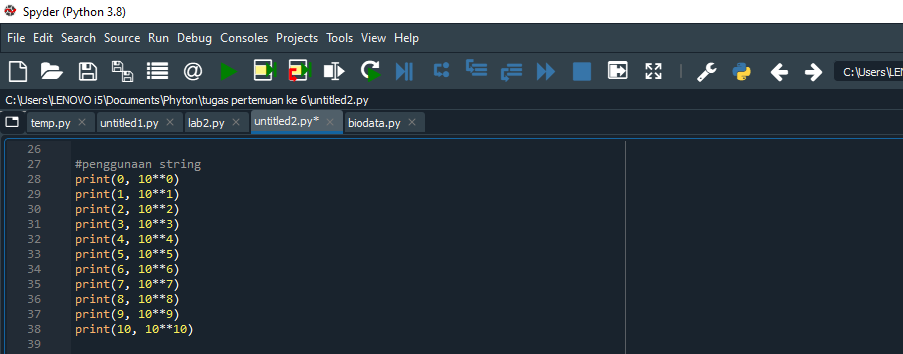 Spyder (Python 3.8)
File Edit Search Source Run Debug Consoles Projects Tools View Help
C:\Users\L
C:\Users\LENOVO i5\Documents\Phyton\tugas pertemuan ke 6\untitled2.py
temp.py untitled1.py lab2.py untitled2.py* biodata.py
26
27 #penggunaan string
28 print(0, 10**0)
29 print(1, 10**1)
30 print(2, 10**2)
31 print(3, 10**3)
32 print(4, 10**4)
33 print(5, 10**5)
34 print(6, 10**6)
35 print(7, 10**7)
36 print(8, 10**8)
37 print(9, 10**9)
38 print(10, 10**10)
39